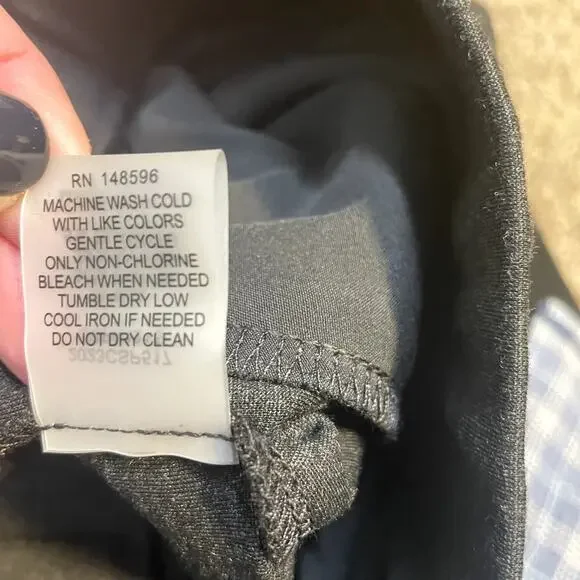 RN 148596
MACHINE WASH COLD
WITH LIKE COLORS
GENTLE CYCLE
ONLY NON-CHLORINE
BLEACH WHEN NEEDED
TUMBLE DRY LOW
COOL IRON IF NEEDED
DO NOT DRY CLEAN